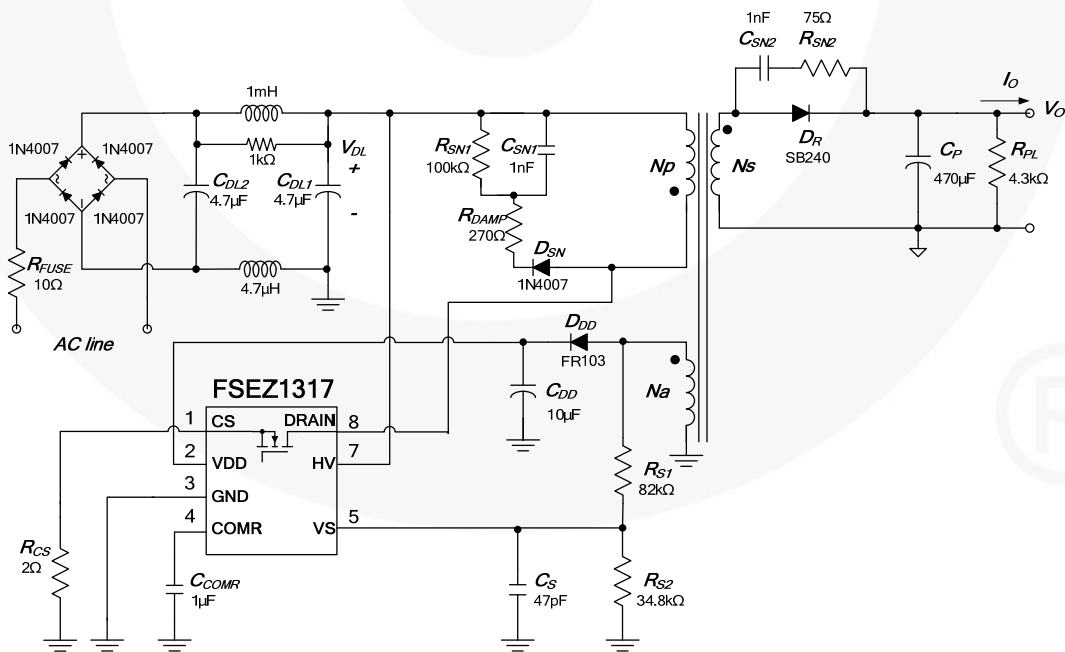 1nF 75Ω
CSN2 RSN2
IO
VO
DR
SB240
CP
470μF
RPL
4.3kΩ
1mH
1kΩ
VDL
+
-
1N4007 1N4007
1N4007 1N4007
+
-
~ ~
CDL2
4.7μF
CDL1
4.7μF
4.7μH
RFUSE
10Ω
AC line
RSN1
100kΩ
CSN1
1nF
RDAMP
270Ω
DSN
1N4007
Np
Ns
DDD
FR103
CDD
10μF
Na
FSEZ1317
1 CS DRAIN 8
2 VDD HV 7
3 GND
4 COMR VS 5
RS1
82kΩ
RCS
2Ω
CCOMR
1μF
CS
47pF
RS2
34.8kΩ
R